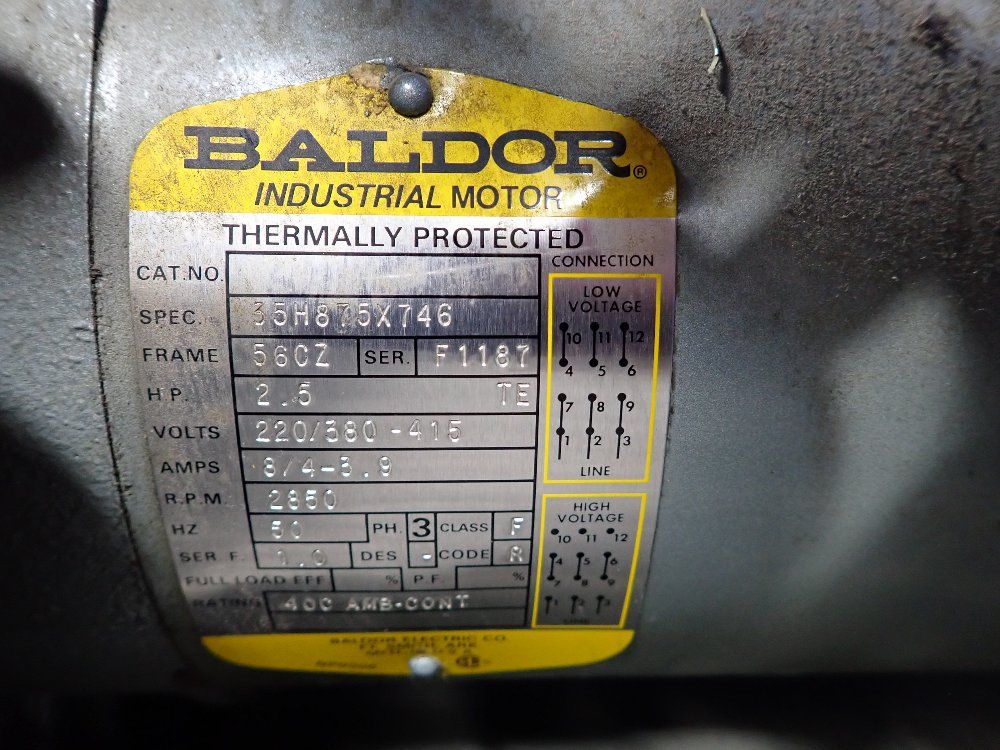 BALDOR®
INDUSTRIAL MOTOR
THERMALLY PROTECTED
CAT.NO.
SPEC. 35H875X746
FRAME 56CZ SER. F1187
H.P. 2.5 TE
VOLTS 220/380-415
AMPS 8/4-3.9
R.P.M. 2850
HZ 50 PH. 3 CLASS F
SER. F. 1.0 DES - CODE R
FULL LOAD EFF % P.F. %
RATING 40C AMB-CONT
CONNECTION
LOW
VOLTAGE
10 11 12
4 5 6
7 8 9
1 2 3
LINE
HIGH
VOLTAGE
10 11 12
4 5 6
7 8 9
1 2 3
LINE
BALDOR ELECTRIC CO.
FT. SMITH, ARK.